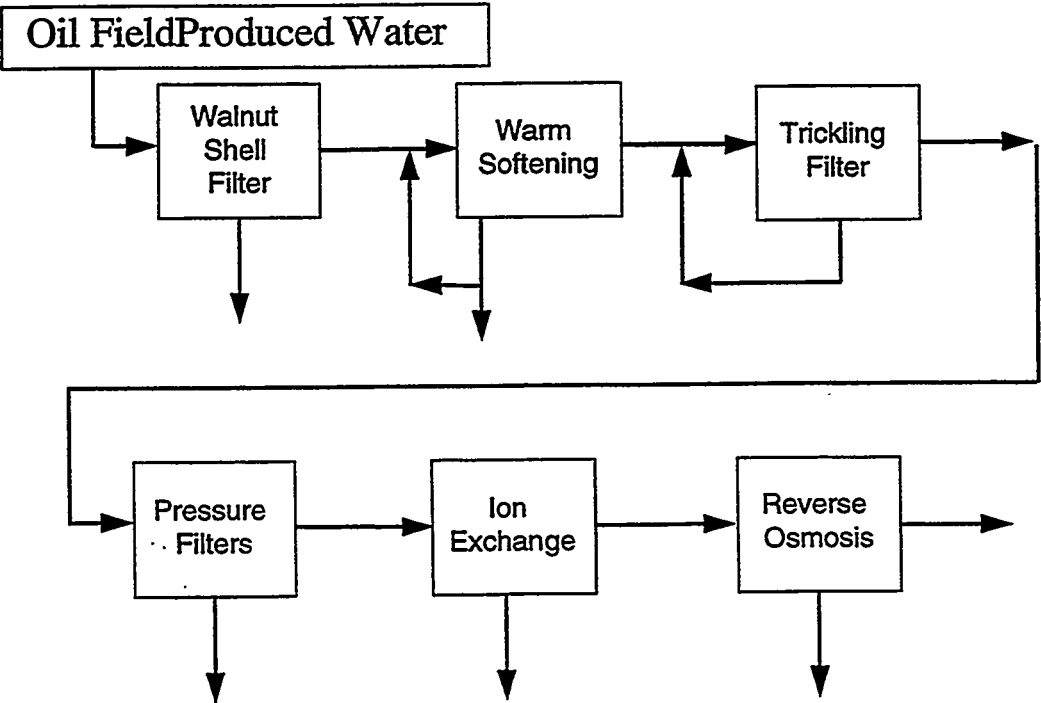 Oil FieldProduced Water
Walnut
Shell
Filter
Warm
Softening
Trickling
Filter
Pressure
Filters
Ion
Exchange
Reverse
Osmosis